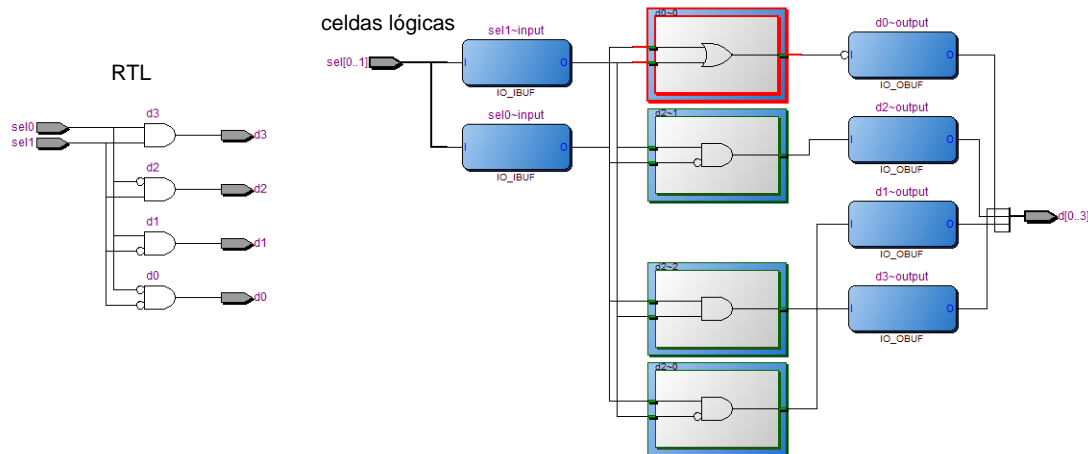 RTL
sel0
sel1
d3
d3
d2
d2
d1
d1
d0
d0
celdas lógicas
sel[0..1]
sel1~input
I
O
IO_IBUF
sel0~input
I
O
IO_IBUF
d0~0
d2~1
d2~2
d2~0
d0~output
I
O
IO_OBUF
d2~output
I
O
IO_OBUF
d1~output
I
O
IO_OBUF
d3~output
I
O
IO_OBUF
d[0..3]